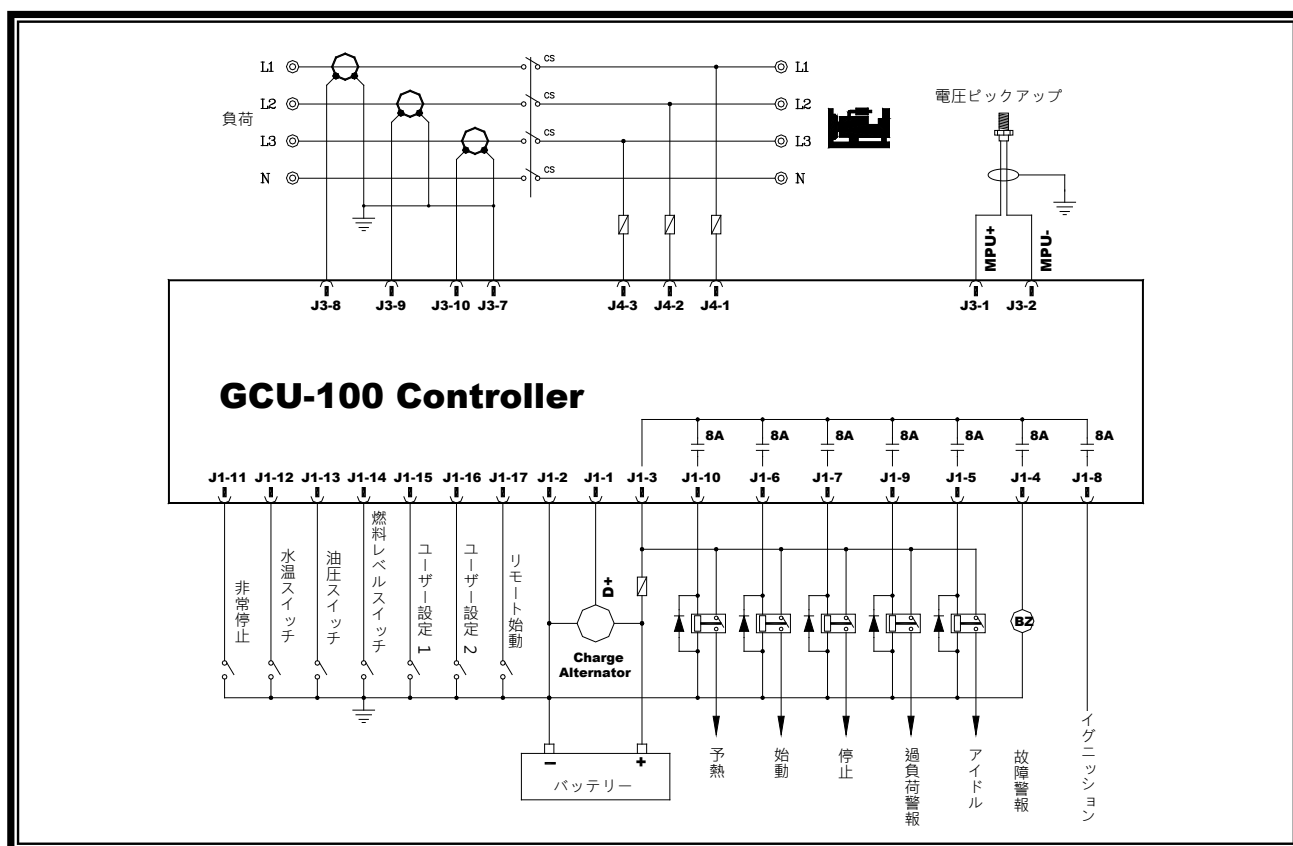 L1 CS L1
L2 CS L2
負荷
L3 CS L3
N CS N
電圧ピックアップ
MPU+
MPU-
J3-8 J3-9 J3-10 J3-7 J4-3 J4-2 J4-1 J3-1 J3-2
GCU-100 Controller
8A 8A 8A 8A 8A 8A 8A
J1-11 J1-12 J1-13 J1-14 J1-15 J1-16 J1-17 J1-2 J1-1 J1-3 J1-10 J1-6 J1-7 J1-9 J1-5 J1-4 J1-8
非常停止
水温スイッチ
油圧スイッチ
燃料レベルスイッチ
ユーザー設定 1
ユーザー設定 2
リモート始動
D+
Charge
Alternator
BZ
− +
バッテリー
予熱
始動
停止
過負荷警報
アイドル
故障警報
イグニッション